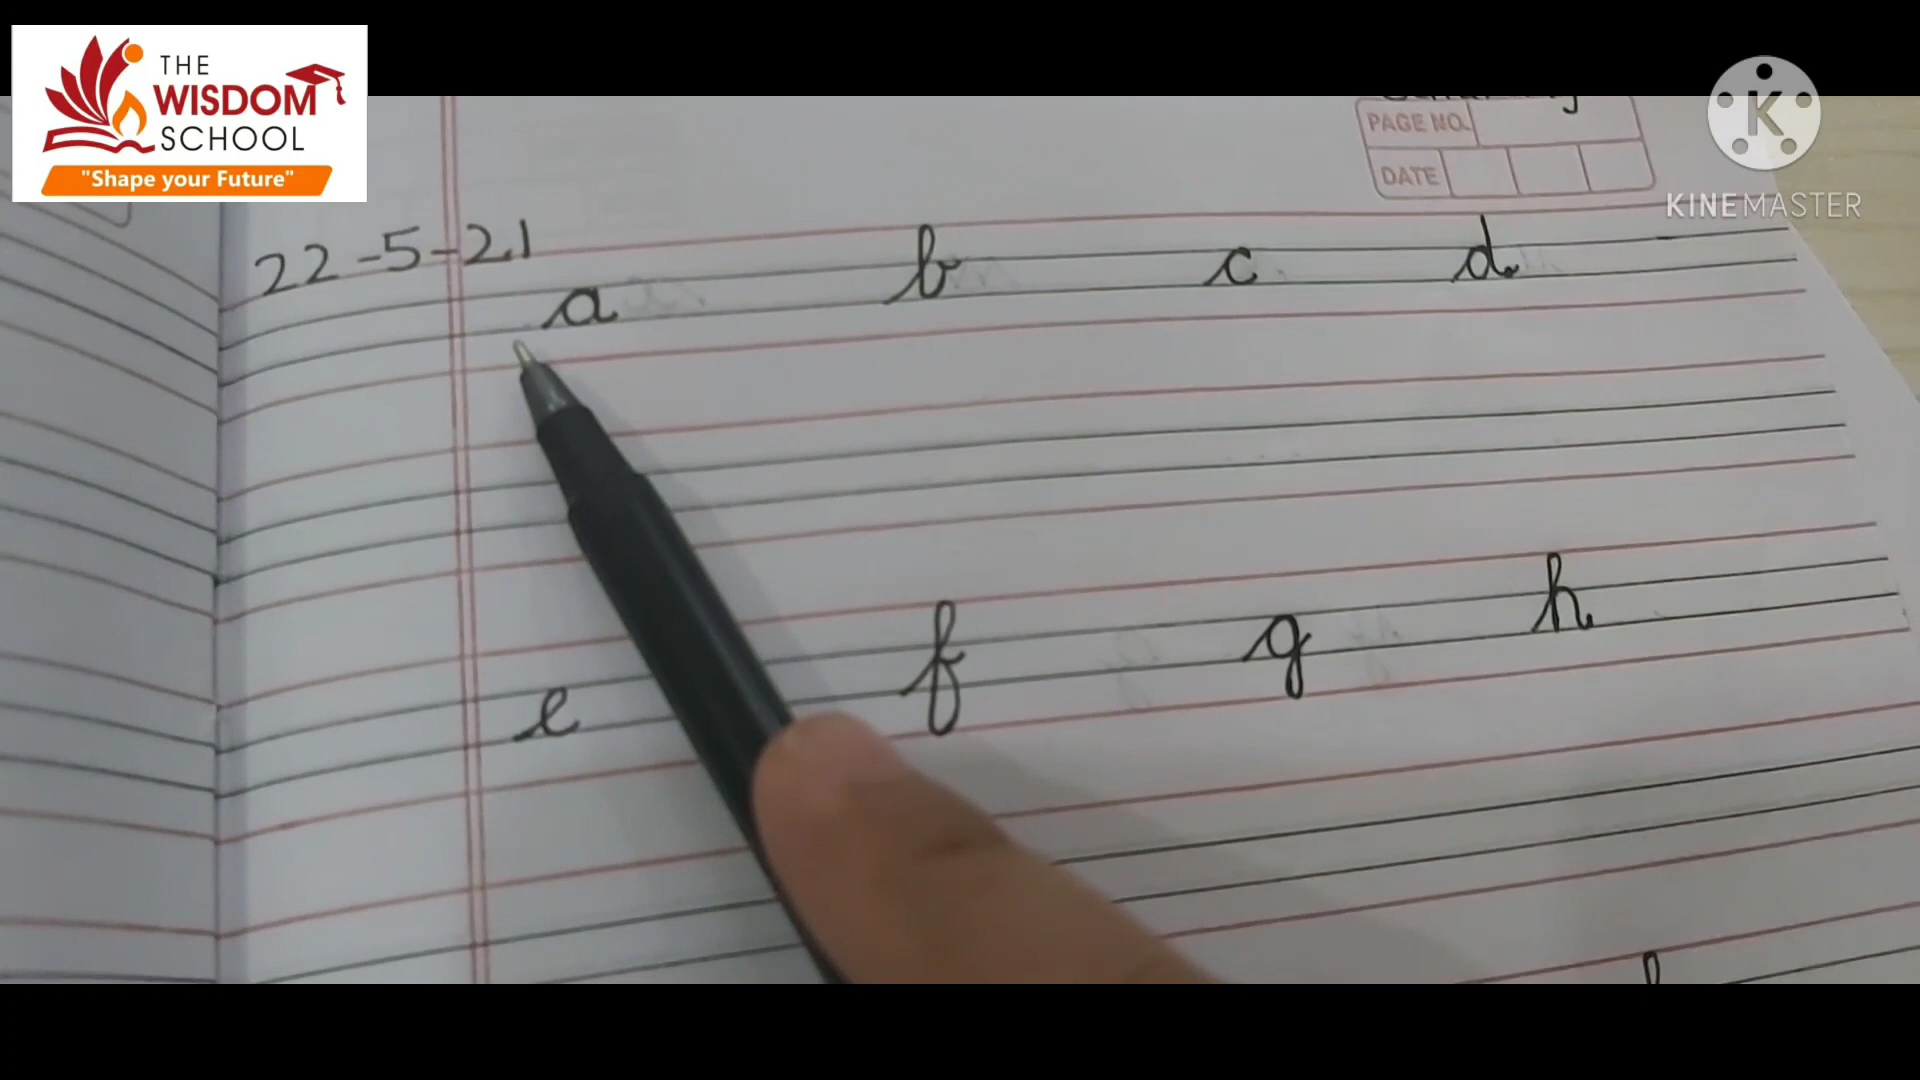 THE
WISDOM
SCHOOL
"Shape your Future"
KINEMASTER
PAGE NO.
DATE
22-5-21
a b c d
e f g h